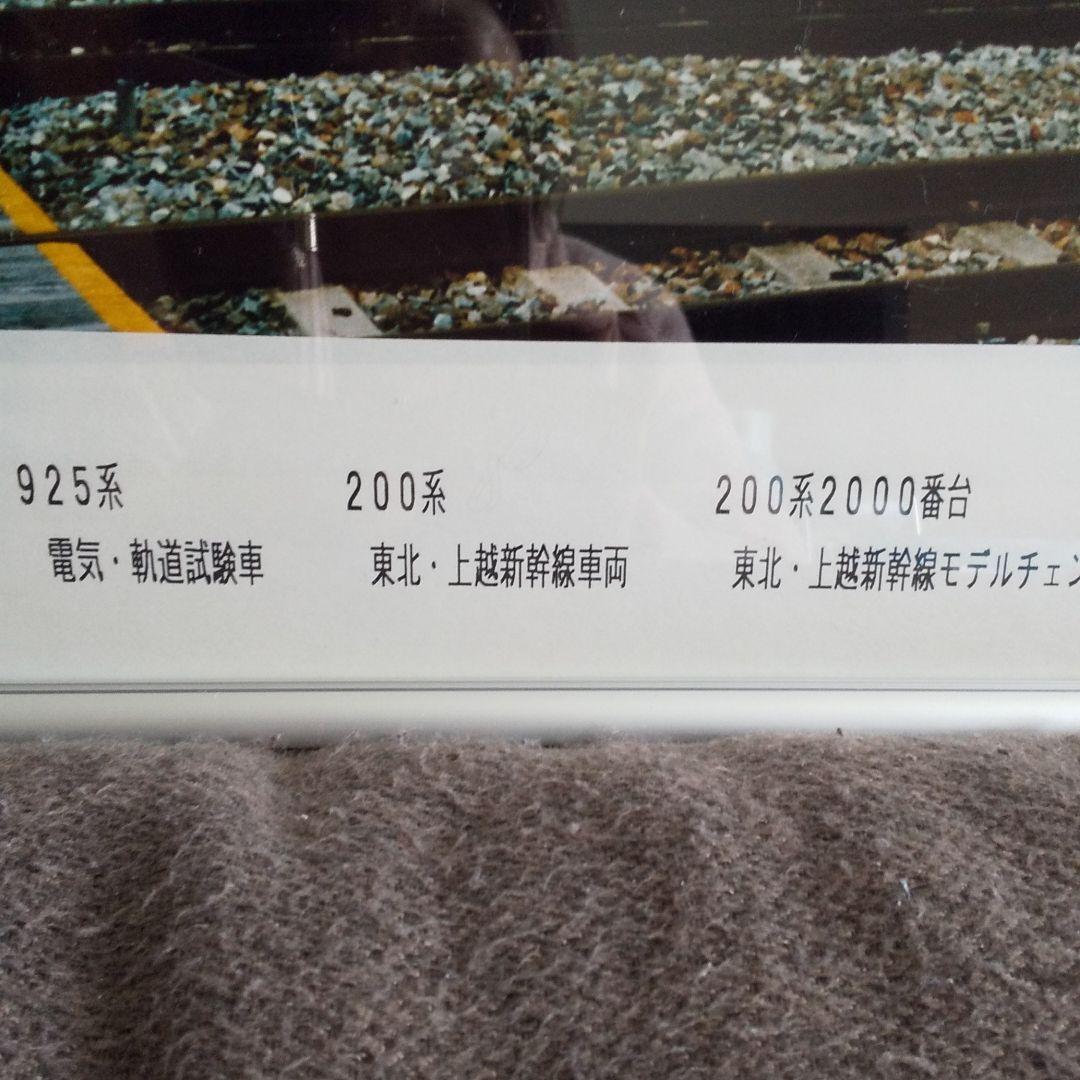 925系 200系 200系2000番台
電気・軌道試験車 東北・上越新幹線車両 東北・上越新幹線モデルチェン